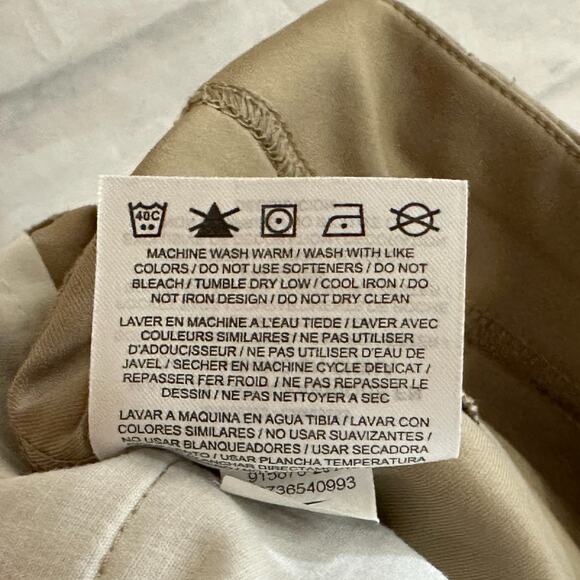 40C
MACHINE WASH WARM / WASH WITH LIKE
COLORS / DO NOT USE SOFTENERS / DO NOT
BLEACH / TUMBLE DRY LOW / COOL IRON / DO
NOT IRON DESIGN / DO NOT DRY CLEAN
LAVER EN MACHINE A L'EAU TIEDE / LAVER AVEC
COULEURS SIMILAIRES / NE PAS UTILISER
D'ADOUCISSEUR / NE PAS UTILISER D'EAU DE
JAVEL / SECHER EN MACHINE CYCLE DELICAT /
REPASSER FER FROID / NE PAS REPASSER LE
DESSIN / NE PAS NETTOYER A SEC
LAVAR A MAQUINA EN AGUA TIBIA / LAVAR CON
COLORES SIMILARES / NO USAR SUAVIZANTES /
NO USAR BLANQUEADORES / USAR SECADORA
/ USAR PLANCHA TEMPERATURA
736540993